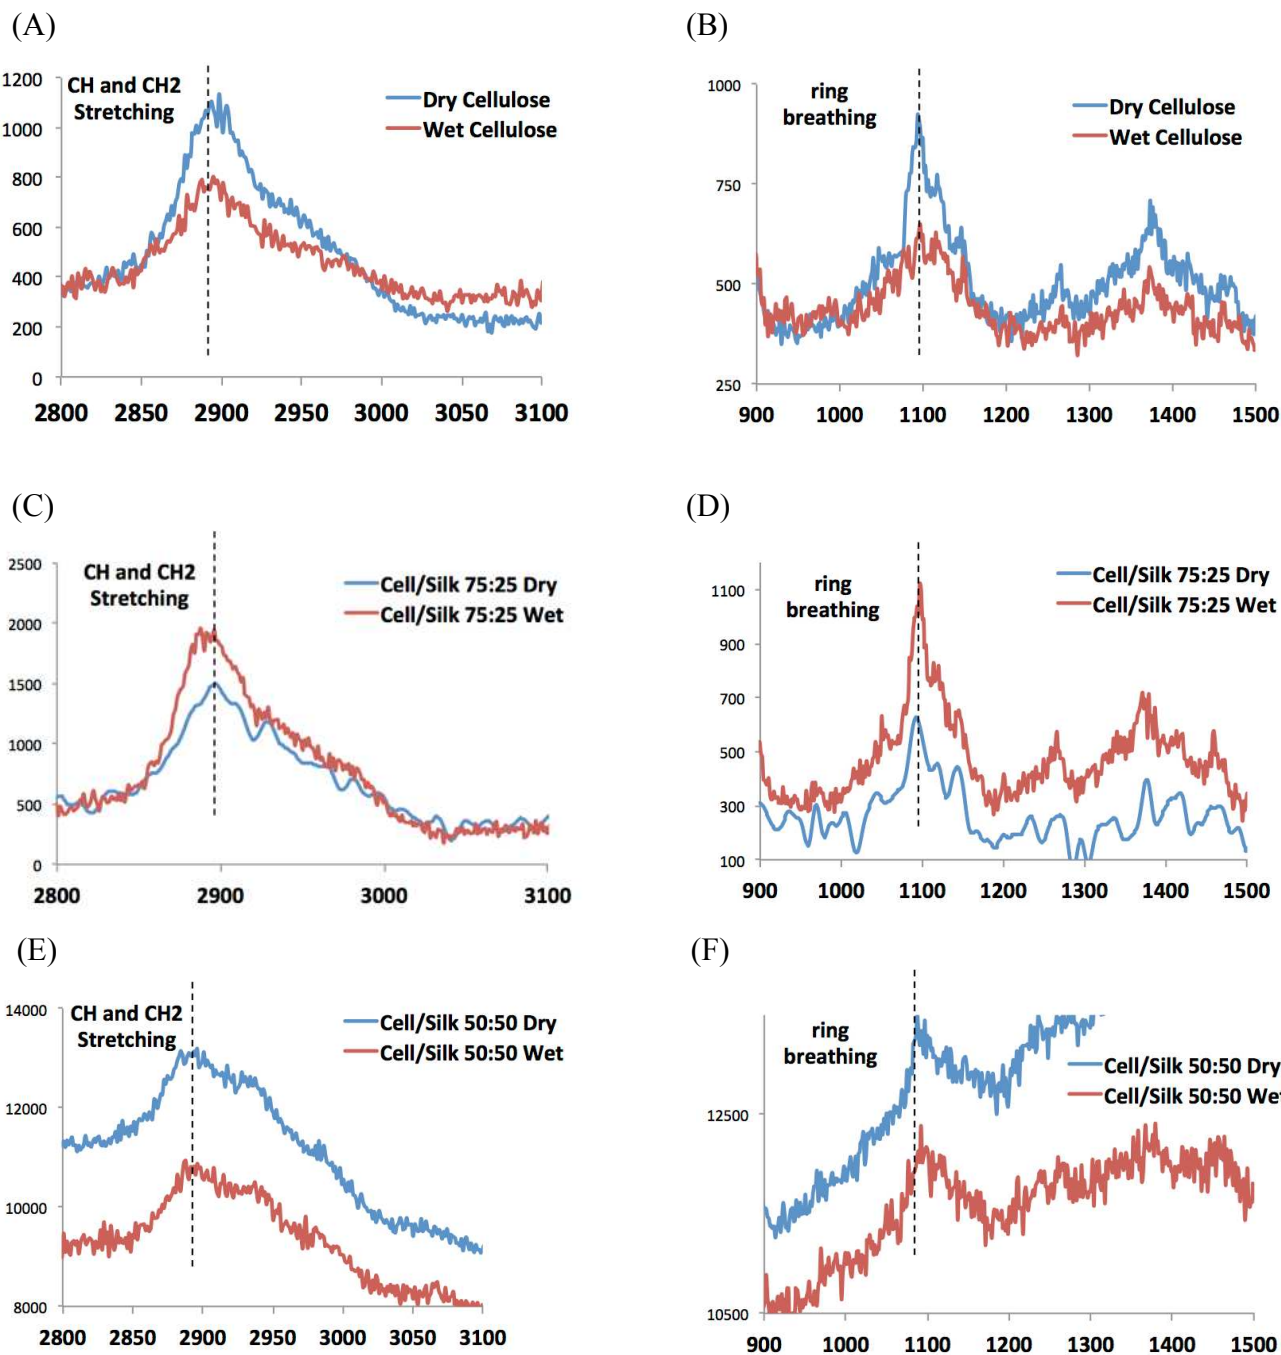 (A)
CH and CH2
Stretching
Dry Cellulose
Wet Cellulose
1200
1000
800
600
400
200
0
2800 2850 2900 2950 3000 3050 3100
(B)
ring
breathing
Dry Cellulose
Wet Cellulose
1000
750
500
250
900 1000 1100 1200 1300 1400 1500
(C)
CH and CH2
Stretching
Cell/Silk 75:25 Dry
Cell/Silk 75:25 Wet
2500
2000
1500
1000
500
0
2800 2900 3000 3100
(D)
ring
breathing
Cell/Silk 75:25 Dry
Cell/Silk 75:25 Wet
1100
900
700
500
300
100
900 1000 1100 1200 1300 1400 1500
(E)
CH and CH2
Stretching
Cell/Silk 50:50 Dry
Cell/Silk 50:50 Wet
14000
12000
10000
8000
2800 2850 2900 2950 3000 3050 3100
(F)
ring
breathing
Cell/Silk 50:50 Dry
Cell/Silk 50:50 Wet
12500
10500
900 1000 1100 1200 1300 1400 1500